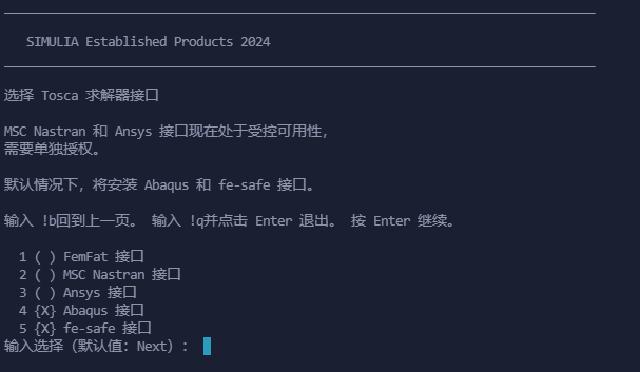 SIMULIA Established Products 2024
选择 Tosca 求解器接口
MSC Nastran 和 Ansys 接口现在处于受控可用性,
需要单独授权。
默认情况下，将安装 Abaqus 和 fe-safe 接口。
输入 !b回到上一页。 输入 !q并点击 Enter 退出。 按 Enter 继续。
1 ( ) FemFat 接口
2 ( ) MSC Nastran 接口
3 ( ) Ansys 接口
4 {X} Abaqus 接口
5 {X} fe-safe 接口
输入选择（默认值：Next）：